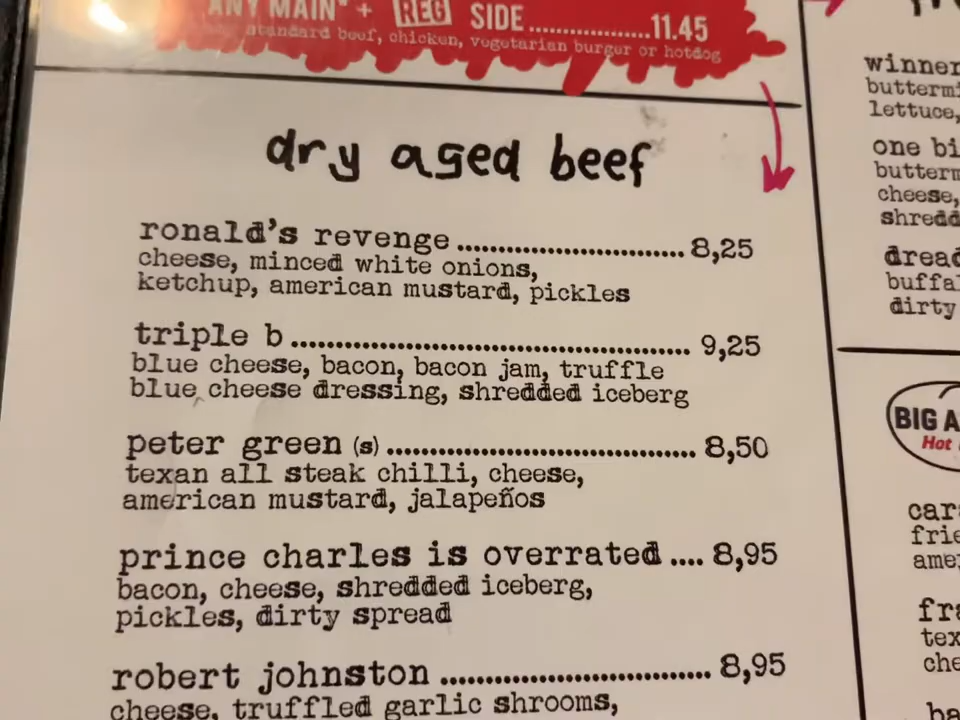 ANY MAIN* + REG SIDE................11.45
standard beef, chicken, vegetarian burger or hotdog
dry aged beef
ronald's revenge................................8,25
cheese, minced white onions,
ketchup, american mustard, pickles
triple b........................................................ 9,25
blue cheese, bacon, bacon jam, truffle
blue cheese dressing, shredded iceberg
peter green (s)........................................... 8,50
texan all steak chilli, cheese,
american mustard, jalapeños
prince charles is overrated.... 8,95
bacon, cheese, shredded iceberg,
pickles, dirty spread
robert johnston..................................... 8,95
cheese, truffled garlic shrooms,
winner
lettuce,
one
cheese,
dirty
BIG
Hot